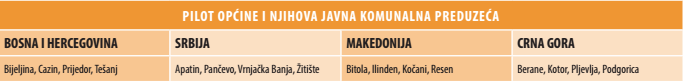 PILOT OPĆINE I NJIHOVA JAVNA KOMUNALNA PREDUZEĆA
BOSNA I HERCEGOVINA SRBIJA MAKEDONIJA CRNA GORA
Bijeljina, Cazin, Prijedor, Tešanj Apatin, Pančevo, Vrnjačka Banja, Žitište Bitola, Ilinden, Kočani, Resen Berane, Kotor, Pljevlja, Podgorica